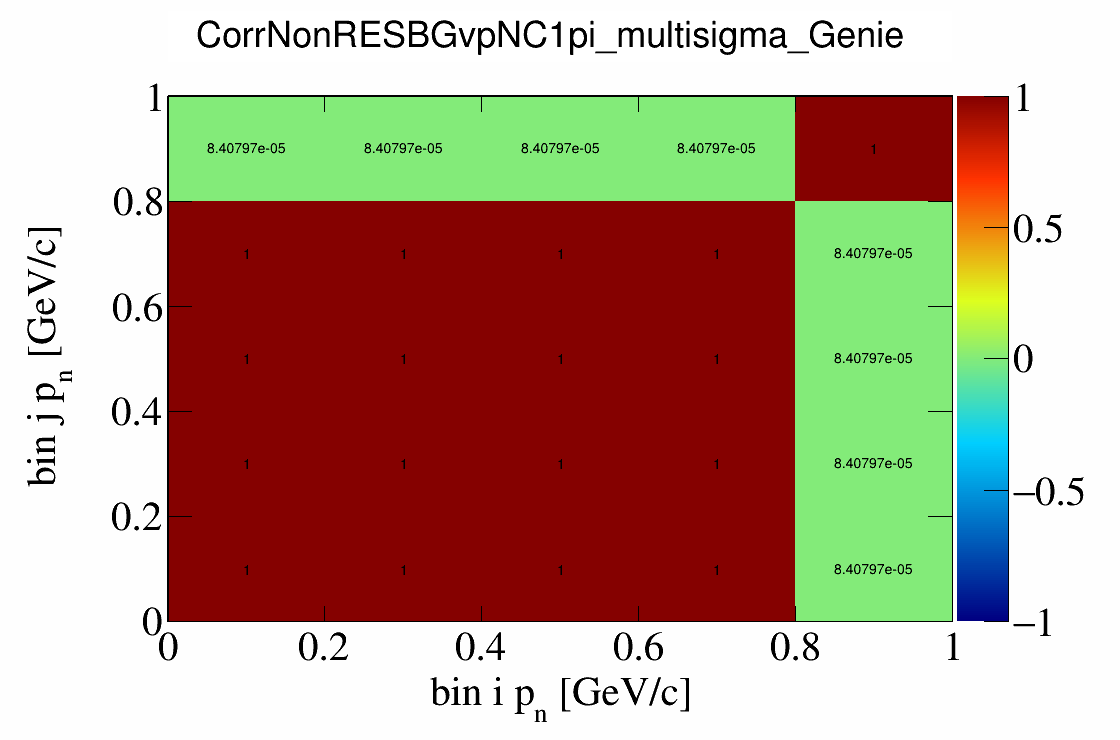 CorrNonRESBGvpNC1pi_multisigma_Genie
1
8.40797e-05 8.40797e-05 8.40797e-05 8.40797e-05 1
1
0.8
1 1 1 1 8.40797e-05
0.5
0.6
1 1 1 1 8.40797e-05
0
0.4
1 1 1 1 8.40797e-05
−0.5
0.2
1 1 1 1 8.40797e-05
0
−1
0 0.2 0.4 0.6 0.8 1
bin i pn [GeV/c]
bin j pn [GeV/c]